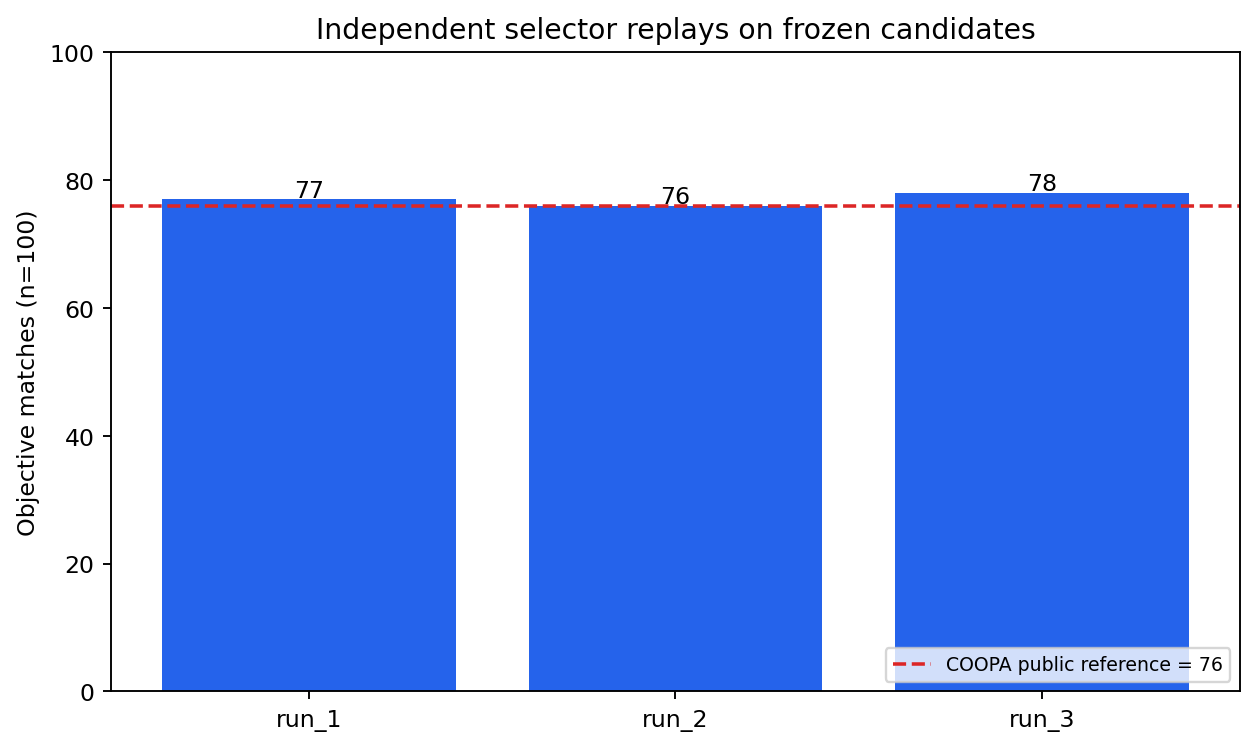 Independent selector replays on frozen candidates
Objective matches (n=100)
100
80
60
40
20
0
77
76
78
run_1
run_2
run_3
COOPA public reference = 76